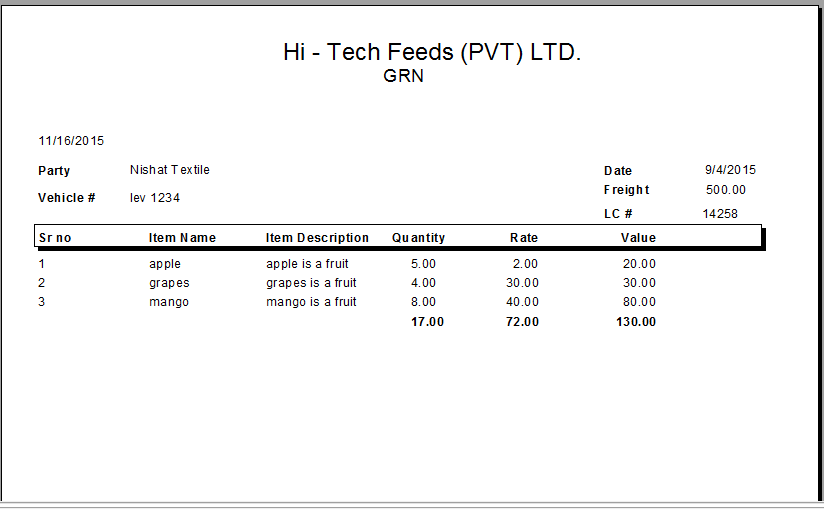 Hi - Tech Feeds (PVT) LTD.
GRN
11/16/2015
Party Nishat Textile Date 9/4/2015
Freight 500.00
Vehicle # lev 1234
LC # 14258
Sr no Item Name Item Description Quantity Rate Value
1 apple apple is a fruit 5.00 2.00 20.00
2 grapes grapes is a fruit 4.00 30.00 30.00
3 mango mango is a fruit 8.00 40.00 80.00
17.00 72.00 130.00